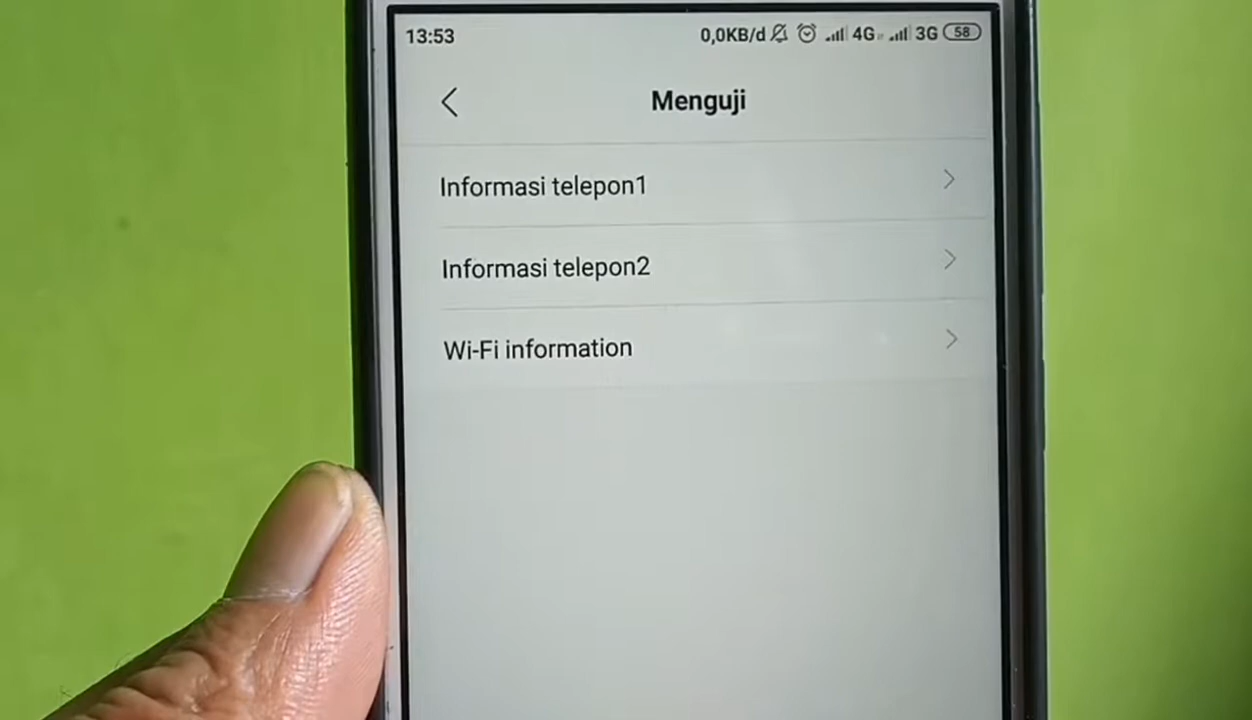 13:53 0,0KB/d 4G 3G 58
Menguji
Informasi telepon1
Informasi telepon2
Wi-Fi information